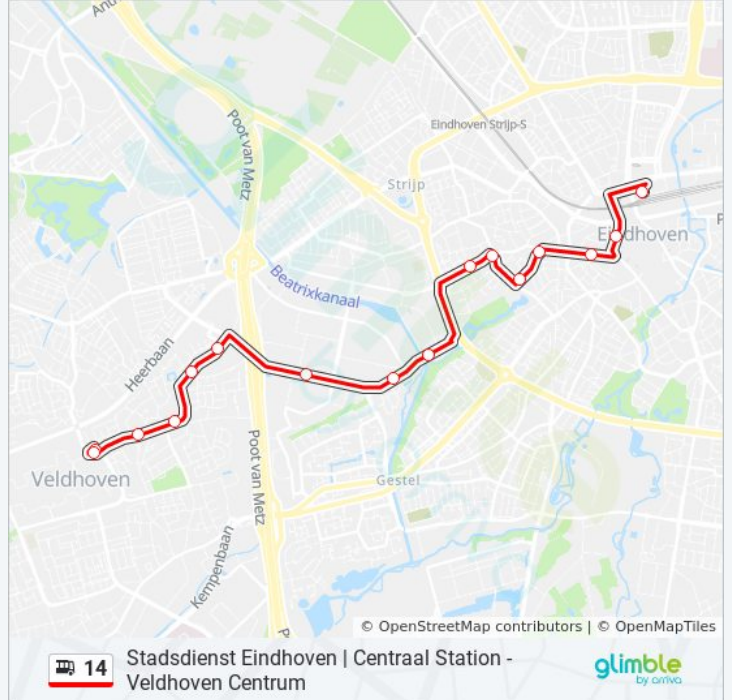 Poot van Metz
Eindhoven Strijp-S
Strijp
Eindhoven
Beatrixkanaal
Heerbaan
Veldhoven
Poot van Metz
Gestel
Kempenbaan
© OpenStreetMap contributors | © OpenMapTiles
14
Stadsdienst Eindhoven | Centraal Station -
Veldhoven Centrum
glimble
by arriva